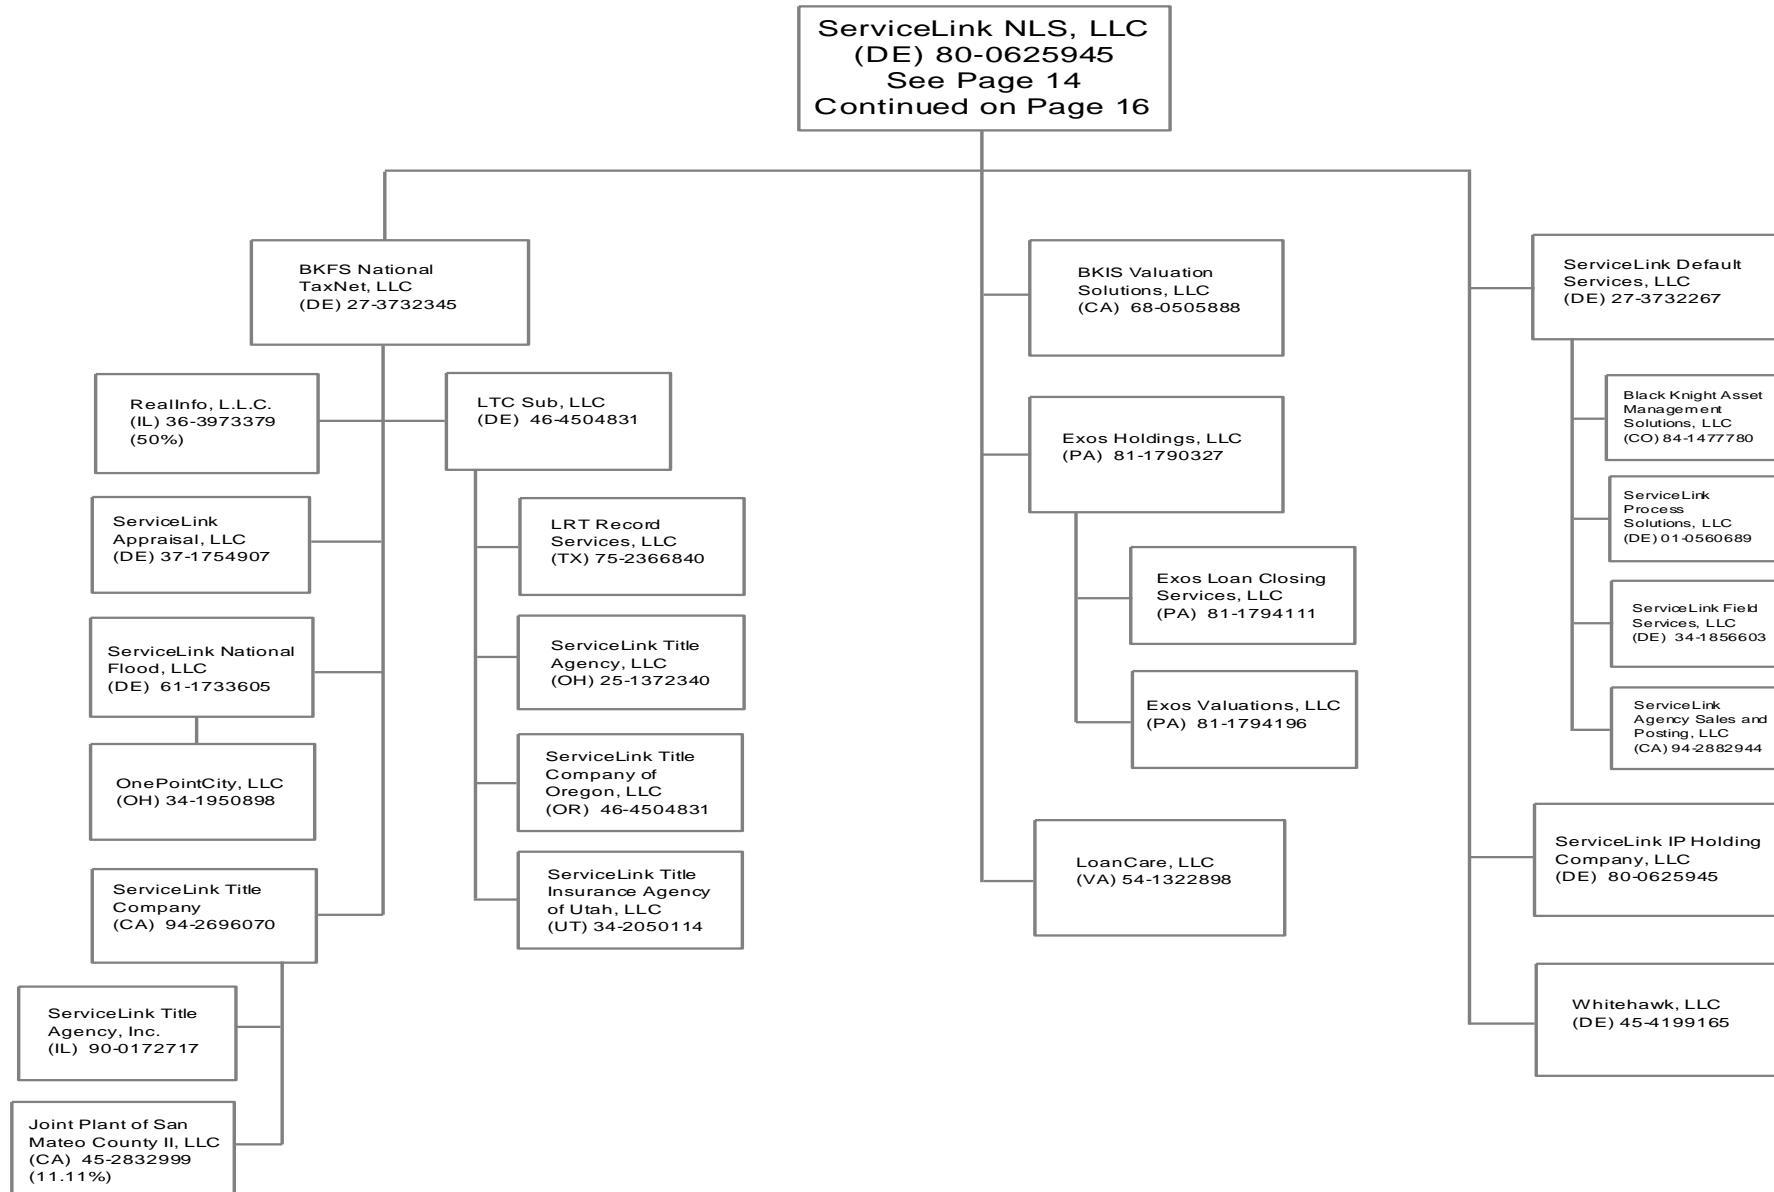 ServiceLink NLS, LLC
(DE) 80-0625945
See Page 14
Continued on Page 16
BKFS National
TaxNet, LLC
(DE) 27-3732345
RealInfo, L.L.C.
(IL) 36-3973379
(50%)
LTC Sub, LLC
(DE) 46-4504831
ServiceLink
Appraisal, LLC
(DE) 37-1754907
ServiceLink National
Flood, LLC
(DE) 61-1733605
OnePointCity, LLC
(OH) 34-1950898
ServiceLink Title
Company
(CA) 94-2696070
ServiceLink Title
Agency, Inc.
(IL) 90-0172717
Joint Plant of San
Mateo County II, LLC
(CA) 45-2832999
(11.11%)
LRT Record
Services, LLC
(TX) 75-2366840
ServiceLink Title
Agency, LLC
(OH) 25-1372340
ServiceLink Title
Company of
Oregon, LLC
(OR) 46-4504831
ServiceLink Title
Insurance Agency
of Utah, LLC
(UT) 34-2050114
BKIS Valuation
Solutions, LLC
(CA) 68-0505888
Exos Holdings, LLC
(PA) 81-1790327
Exos Loan Closing
Services, LLC
(PA) 81-1794111
Exos Valuations, LLC
(PA) 81-1794196
LoanCare, LLC
(VA) 54-1322898
ServiceLink Default
Services, LLC
(DE) 27-3732267
Black Knight Asset
Management
Solutions, LLC
(CO) 84-1477780
ServiceLink
Process
Solutions, LLC
(DE) 01-0560689
ServiceLink Field
Services, LLC
(DE) 34-1856603
ServiceLink
Agency Sales and
Posting, LLC
(CA) 94-2882944
ServiceLink IP Holding
Company, LLC
(DE) 80-0625945
Whitehawk, LLC
(DE) 45-4199165